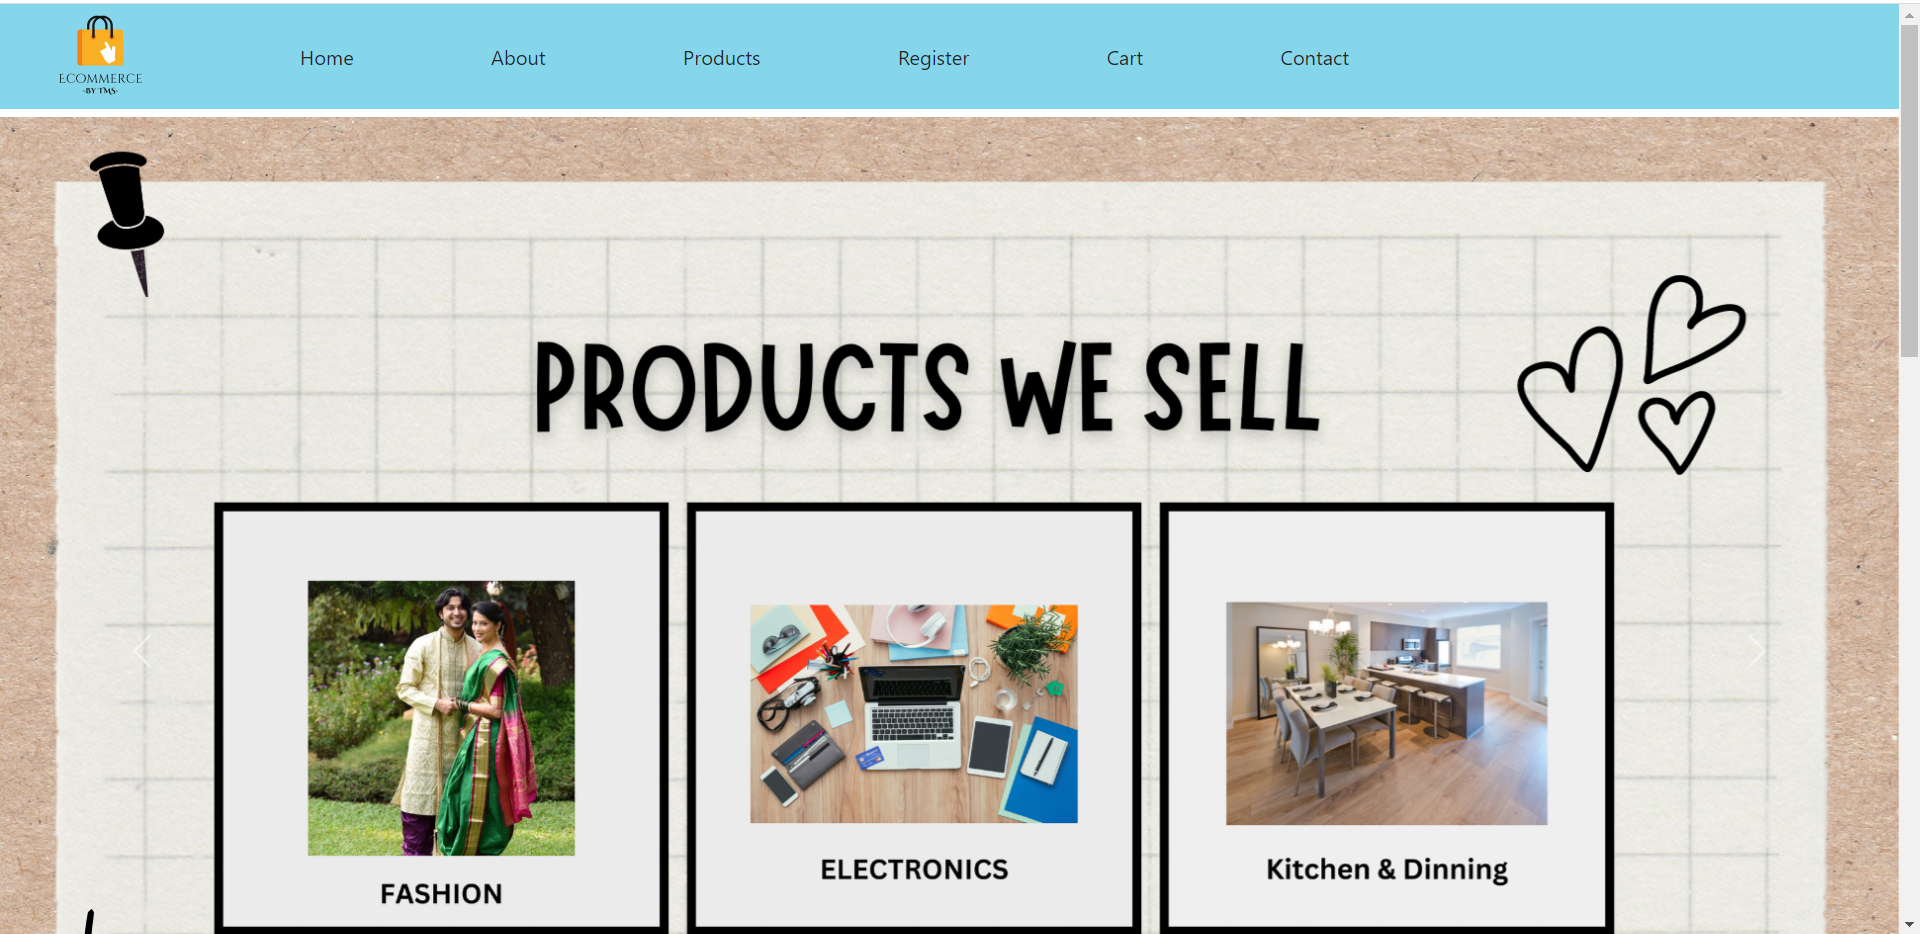 ECOMMERCE
-BY TMS-
Home About Products Register Cart Contact
PRODUCTS WE SELL
FASHION
ELECTRONICS
Kitchen & Dinning